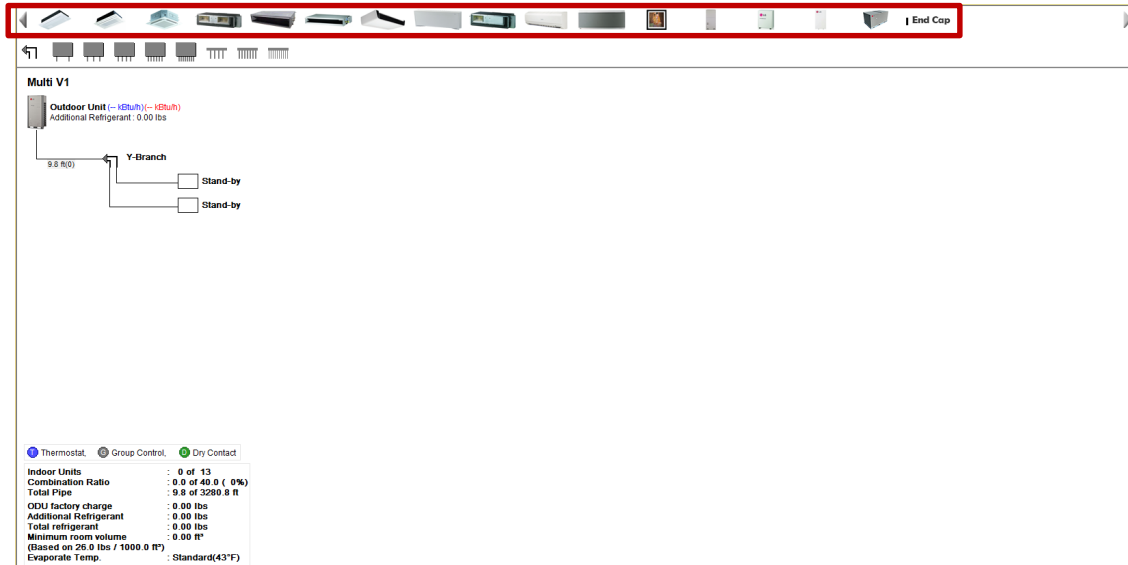 End Cap
Multi V1
Outdoor Unit (-- kBtu/h)(-- kBtu/h)
Additional Refrigerant : 0.00 lbs
9.8 ft(0)
Y-Branch
Stand-by
Stand-by
T Thermostat, G Group Control, D Dry Contact
Indoor Units : 0 of 13
Combination Ratio : 0.0 of 40.0 ( 0%)
Total Pipe : 9.8 of 3280.8 ft
ODU factory charge : 0.00 lbs
Additional Refrigerant : 0.00 lbs
Total refrigerant : 0.00 lbs
Minimum room volume : 0.00 ft³
(Based on 26.0 lbs / 1000.0 ft³)
Evaporate Temp. : Standard(43°F)